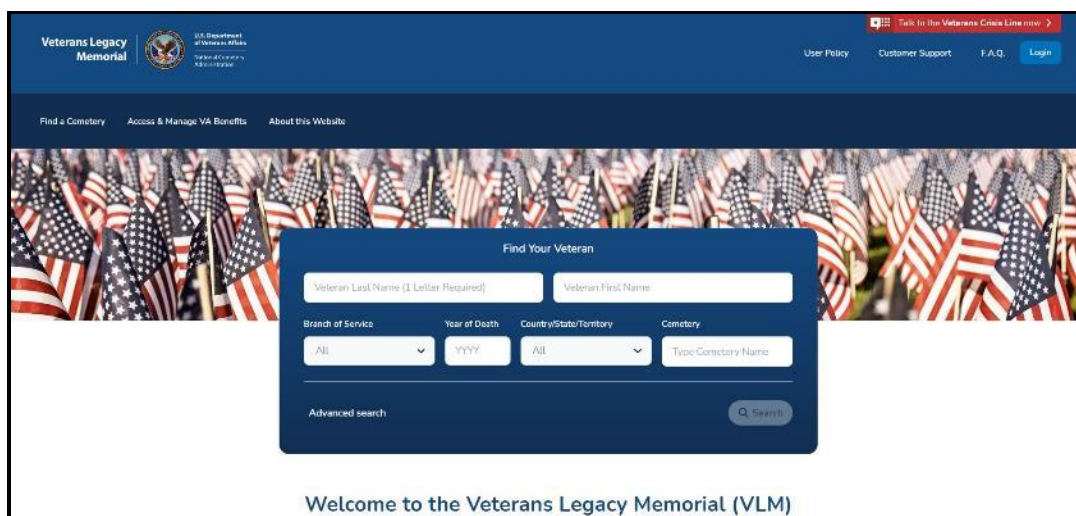 Talk to the Veterans Crisis Line now
Veterans Legacy
Memorial
U.S. Department
of Veterans Affairs
National Cemetery
Administration
User Policy
Customer Support
F.A.Q.
Login
Find a Cemetery
Access & Manage VA Benefits
About this Website
Find Your Veteran
Veteran Last Name (1 Letter Required)
Veteran First Name
Branch of Service
Year of Death
Country/State/Territory
Cemetery
All
YYYY
All
Type Cemetery Name
Advanced search
Search
Welcome to the Veterans Legacy Memorial (VLM)